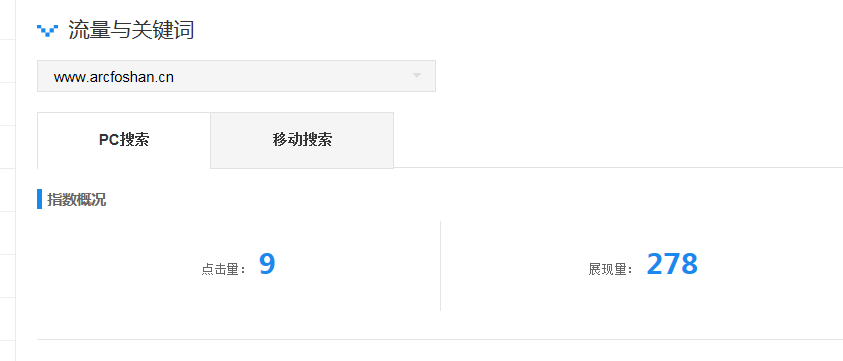 流量与关键词
www.arcfoshan.cn
PC搜索 移动搜索
指数概况
点击量： 9 展现量： 278